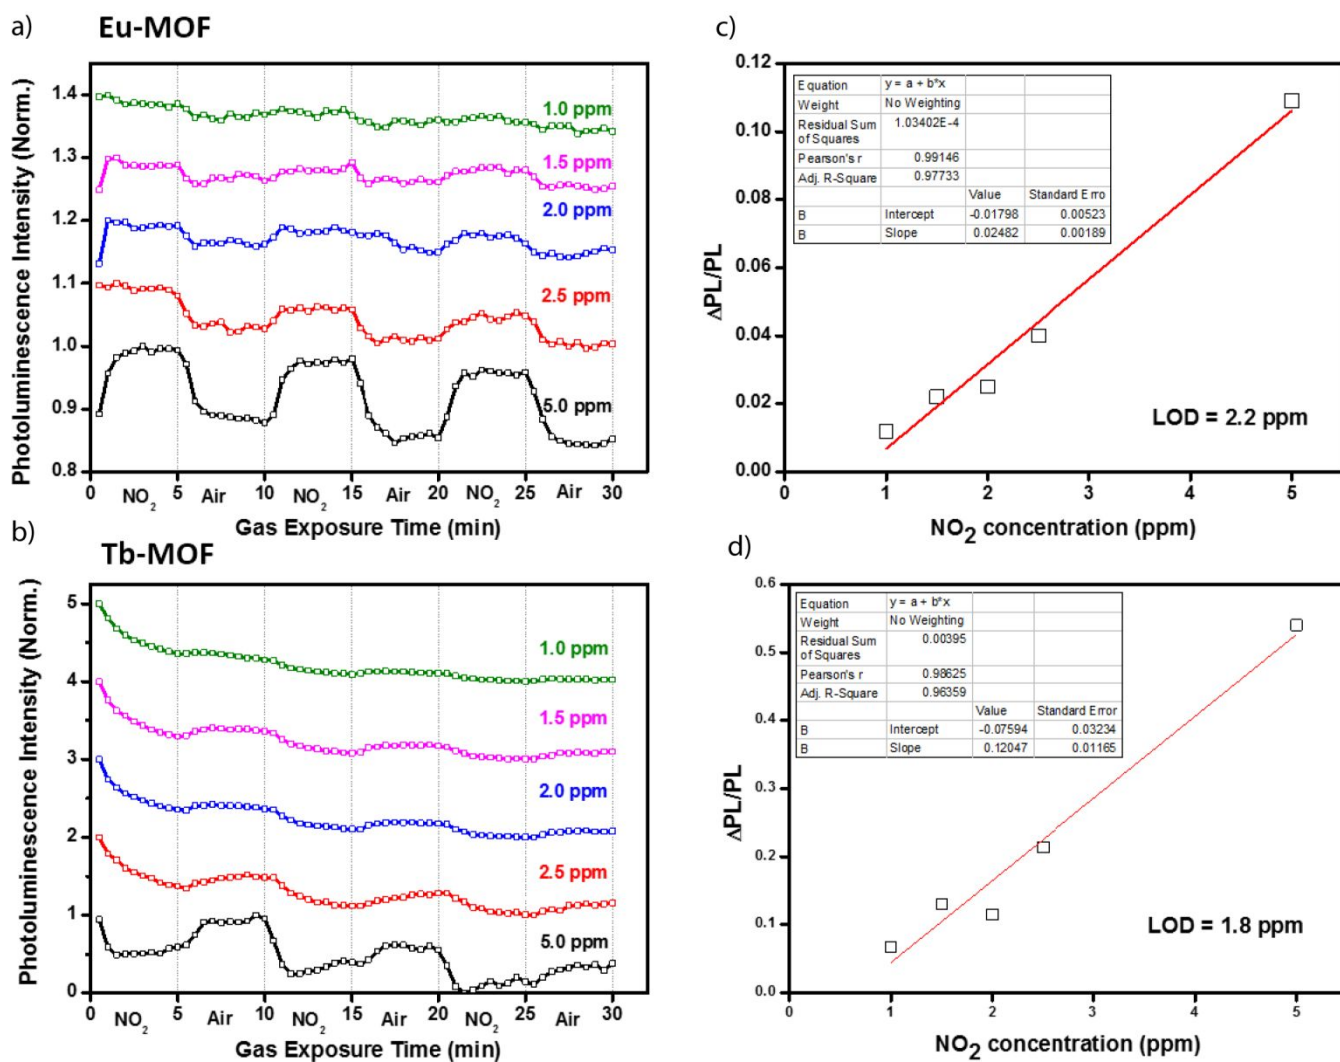 a) Eu-MOF
Photoluminescence Intensity (Norm.)
1.4
1.3
1.2
1.1
1.0
0.9
0.8
1.0 ppm
1.5 ppm
2.0 ppm
2.5 ppm
5.0 ppm
0 5 10 15 20 25 30
NO2 Air NO2 Air NO2 Air
Gas Exposure Time (min)
b) Tb-MOF
Photoluminescence Intensity (Norm.)
5
4
3
2
1
0
1.0 ppm
1.5 ppm
2.0 ppm
2.5 ppm
5.0 ppm
0 5 10 15 20 25 30
NO2 Air NO2 Air NO2 Air
Gas Exposure Time (min)
c)
ΔPL/PL
0.12
0.10
0.08
0.06
0.04
0.02
0.00
Equation y = a + b*x
Weight No Weighting
Residual Sum of Squares 1.03402E-4
Pearson's r 0.99146
Adj. R-Square 0.97733
Value Standard Erro
B Intercept -0.01798 0.00523
B Slope 0.02482 0.00189
LOD = 2.2 ppm
0 1 2 3 4 5
NO2 concentration (ppm)
d)
ΔPL/PL
0.6
0.5
0.4
0.3
0.2
0.1
0.0
Equation y = a + b*x
Weight No Weighting
Residual Sum of Squares 0.00395
Pearson's r 0.98625
Adj. R-Square 0.96359
Value Standard Error
B Intercept -0.07594 0.03234
B Slope 0.12047 0.01165
LOD = 1.8 ppm
0 1 2 3 4 5
NO2 concentration (ppm)